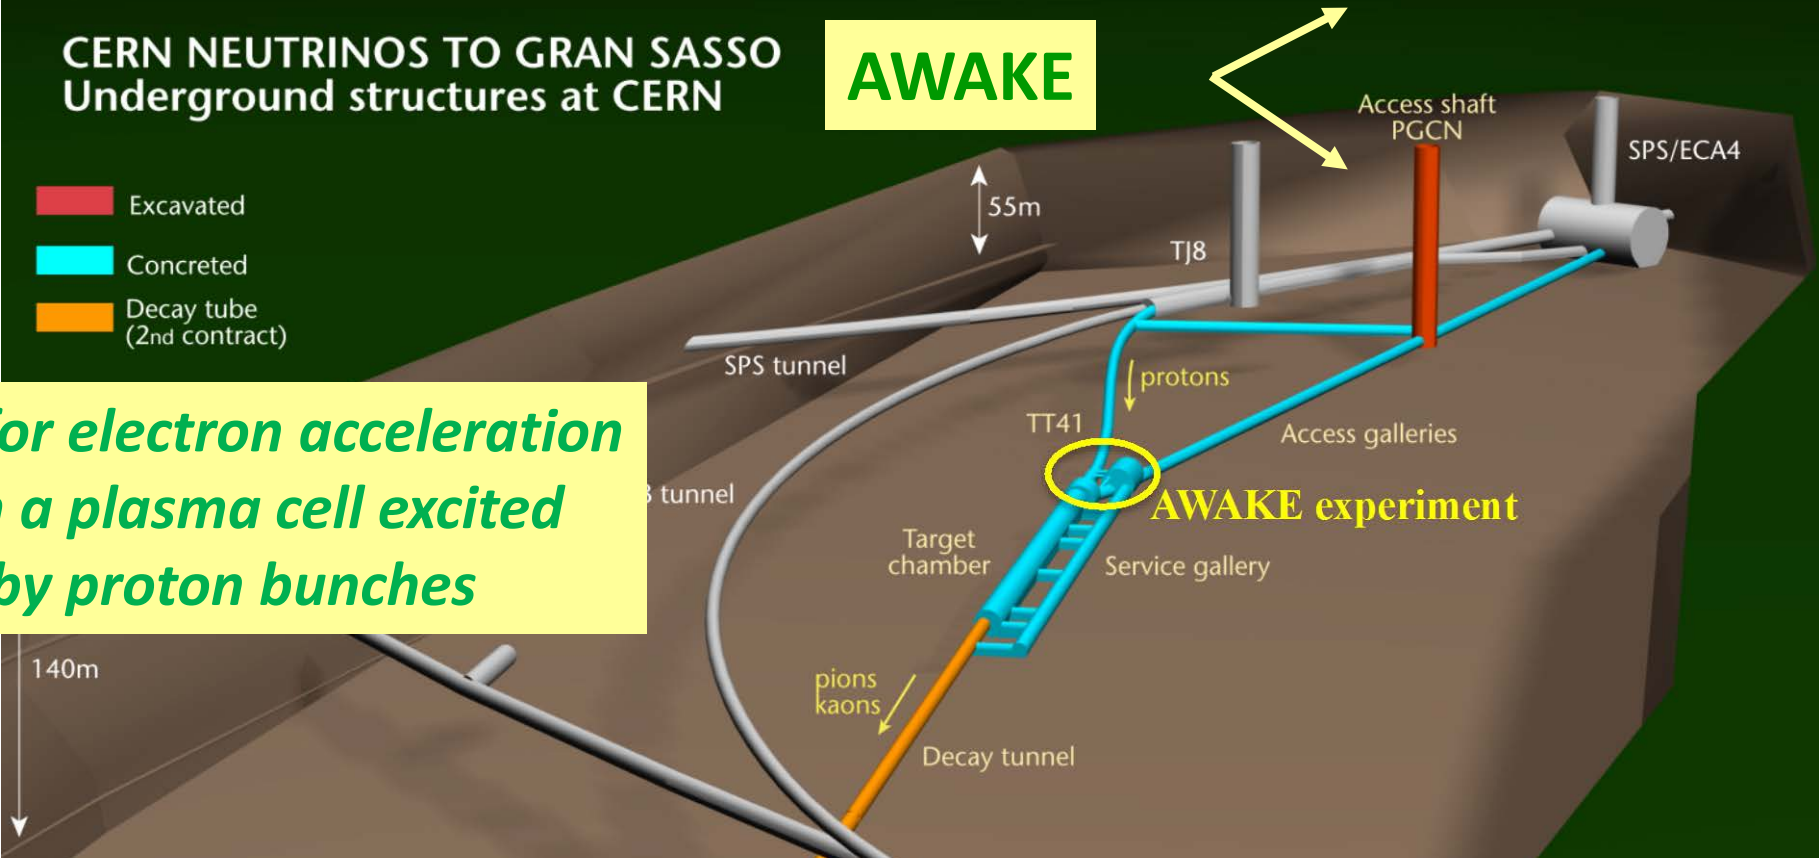 CERN NEUTRINOS TO GRAN SASSO
Underground structures at CERN
AWAKE
Access shaft
PGCN
SPS/ECA4
Excavated
55m
TJ8
Concreted
Decay tube
(2nd contract)
SPS tunnel
protons
for electron acceleration
TT41
Access galleries
a plasma cell excited
tunnel
AWAKE experiment
Target
chamber
Service gallery
by proton bunches
140m
pions
kaons
Decay tunnel